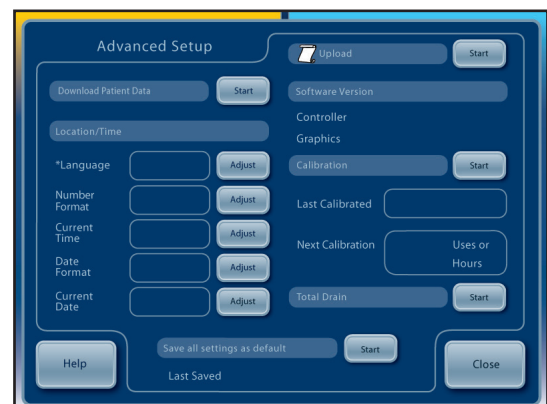 Advanced Setup
Upload
Start
Download Patient Data
Start
Software Version
Controller
Graphics
Location/Time
*Language
Adjust
Calibration
Start
Number
Format
Adjust
Last Calibrated
Current
Time
Adjust
Next Calibration
Uses or
Hours
Date
Format
Adjust
Current
Date
Adjust
Total Drain
Start
Save all settings as default
Start
Last Saved
Help
Close